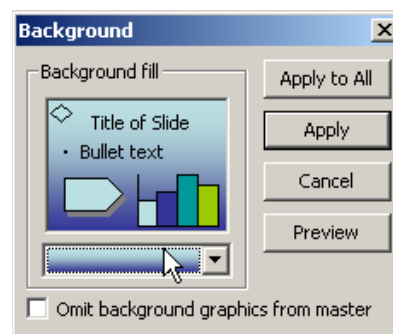 Background
Background fill
Title of Slide
• Bullet text
Apply to All
Apply
Cancel
Preview
Omit background graphics from master